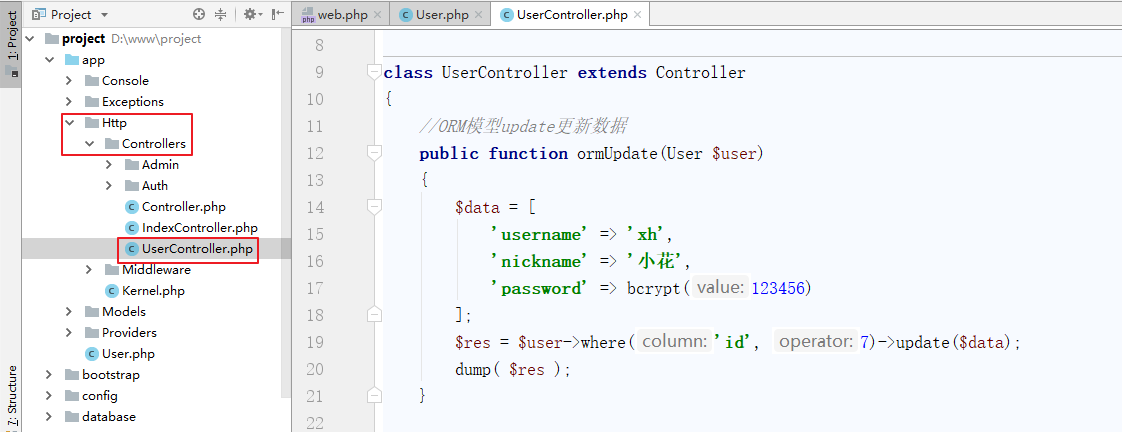 1: Project
7: Structure
Project
project D:\www\project
app
Console
Exceptions
Http
Controllers
Admin
Auth
Controller.php
IndexController.php
UserController.php
Middleware
Kernel.php
Models
Providers
User.php
bootstrap
config
database
web.php
User.php
UserController.php
8
9 class UserController extends Controller
10 {
11 //ORM模型update更新数据
12 public function ormUpdate(User $user)
13 {
14 $data = [
15 'username' => 'xh',
16 'nickname' => '小花',
17 'password' => bcrypt( value: 123456)
18 ];
19 $res = $user->where( column: 'id', operator: 7)->update($data);
20 dump( $res );
21 }
22